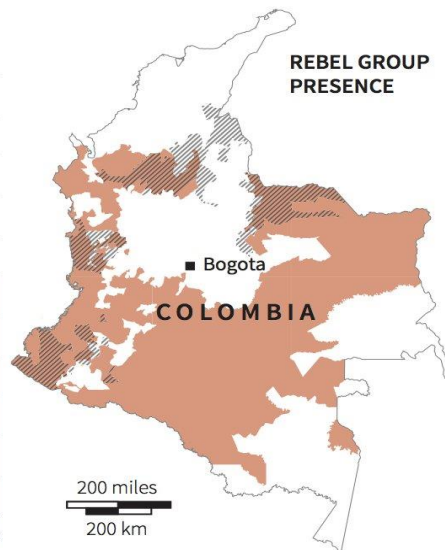 REBEL GROUP
PRESENCE
Bogota
COLOMBIA
200 miles
200 km